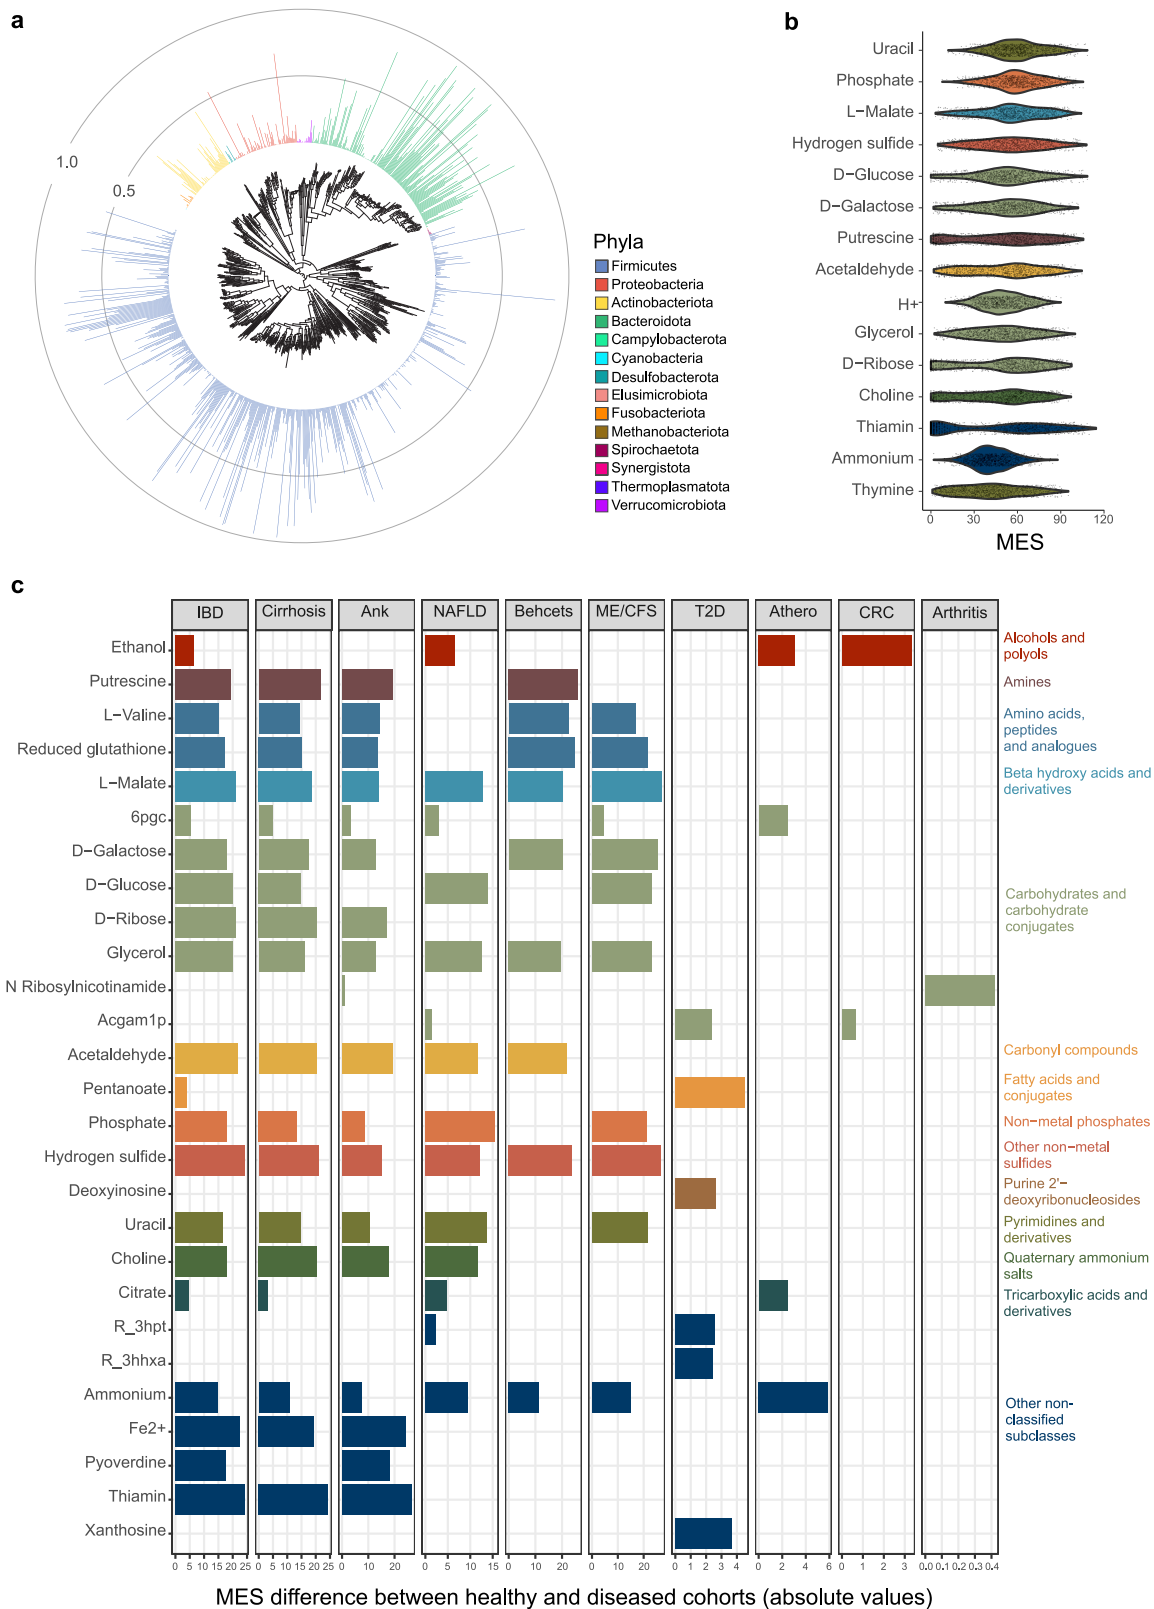 a
1.0
0.5
Phyla
Firmicutes
Proteobacteria
Actinobacteriota
Bacteroidota
Campylobacterota
Cyanobacteria
Desulfobacterota
Elusimicrobiota
Fusobacteriota
Methanobacteriota
Spirochaetota
Synergistota
Thermoplasmatota
Verrucomicrobiota
b
Uracil
Phosphate
L−Malate
Hydrogen sulfide
D−Glucose
D−Galactose
Putrescine
Acetaldehyde
H+
Glycerol
D−Ribose
Choline
Thiamin
Ammonium
Thymine
0 30 60 90 120
MES
c
IBD Cirrhosis Ank NAFLD Behcets ME/CFS T2D Athero CRC Arthritis
Ethanol
Putrescine
L−Valine
Reduced glutathione
L−Malate
6pgc
D−Galactose
D−Glucose
D−Ribose
Glycerol
N Ribosylnicotinamide
Acgam1p
Acetaldehyde
Pentanoate
Phosphate
Hydrogen sulfide
Deoxyinosine
Uracil
Choline
Citrate
R_3hpt
R_3hhxa
Ammonium
Fe2+
Pyoverdine
Thiamin
Xanthosine
Alcohols and
polyols
Amines
Amino acids,
peptides
and analogues
Beta hydroxy acids and
derivatives
Carbohydrates and
carbohydrate
conjugates
Carbonyl compounds
Fatty acids and
conjugates
Non−metal phosphates
Other non−metal
sulfides
Purine 2'−
deoxyribonucleosides
Pyrimidines and
derivatives
Quaternary ammonium
salts
Tricarboxylic acids and
derivatives
Other non-
classified
subclasses
0 5 10 15 20 25 0 5 10 15 20 25 0 10 20 0 5 10 15 0 5 10 15 20 25 0 10 20 0 1 2 3 4 0 2 4 6 0 1 2 3 0.0 0.1 0.2 0.3 0.4
MES difference between healthy and diseased cohorts (absolute values)